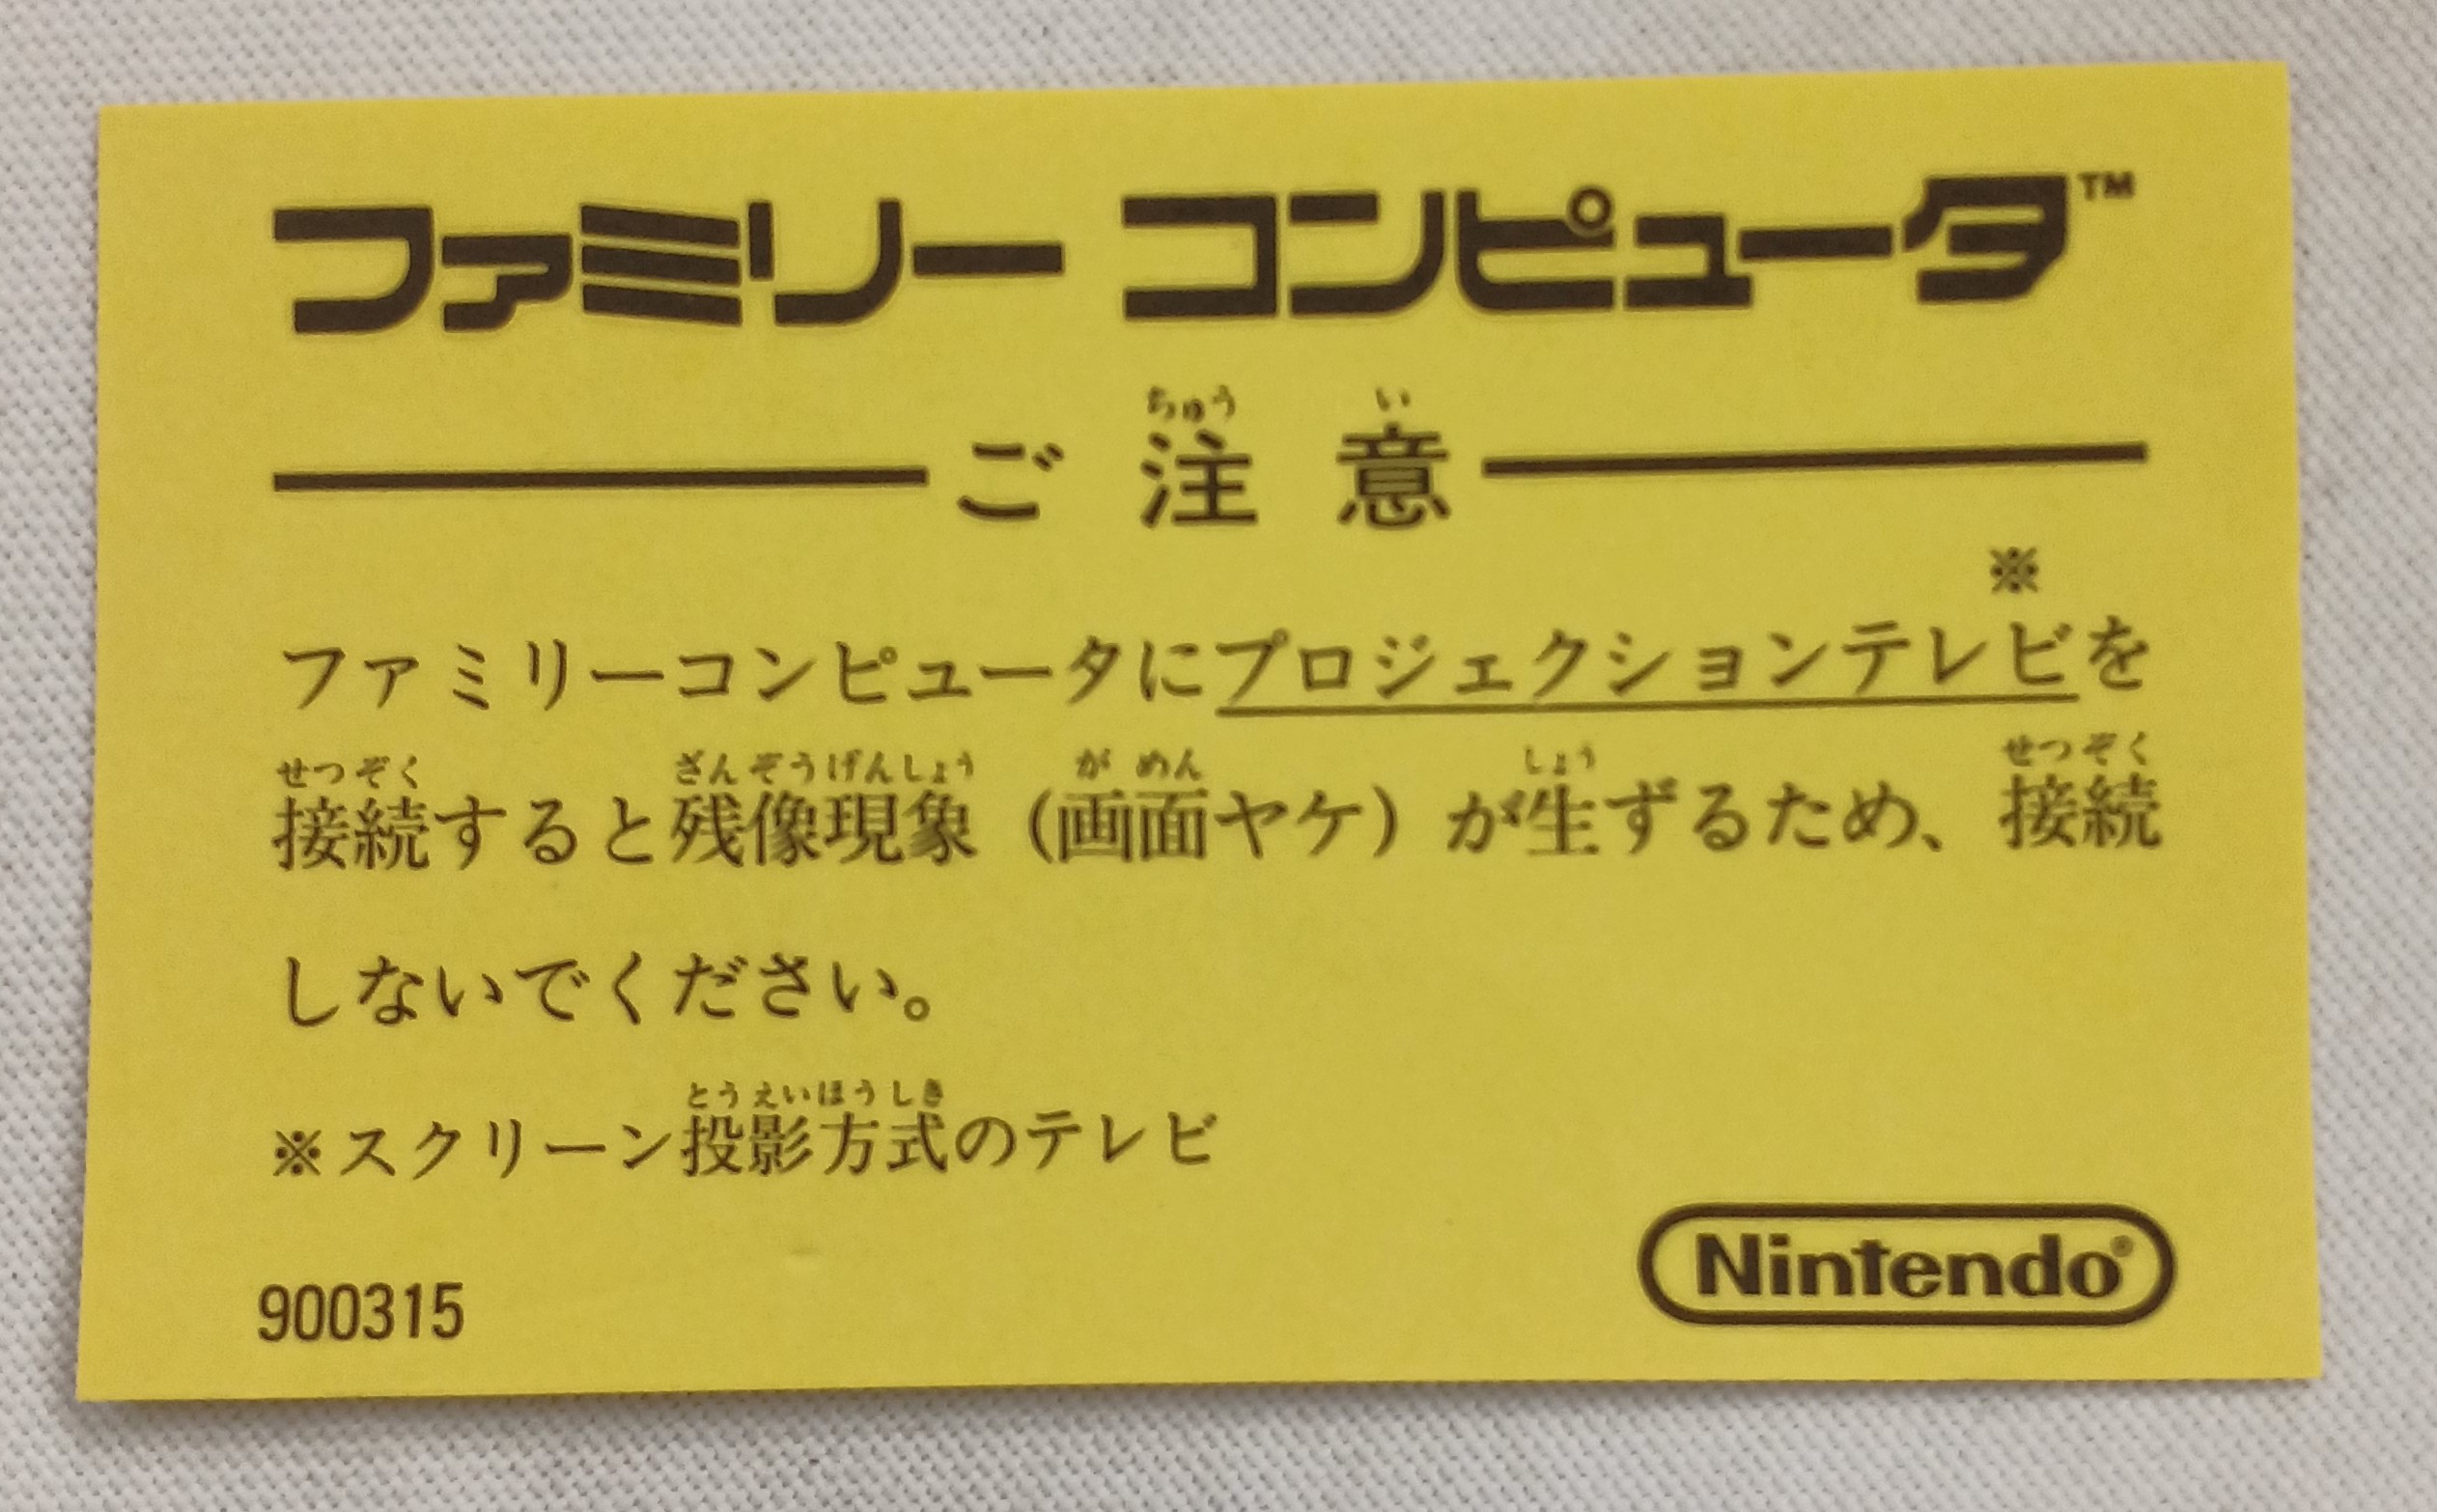 ファミリー コンピュータ™
ちゅう い
ご 注 意
※
ファミリーコンピュータにプロジェクションテレビを
せつぞく ざんぞうげんしょう がめん しょう せつぞく
接続すると残像現象（画面ヤケ）が生ずるため、接続
しないでください。
とうえいほうしき
※スクリーン投影方式のテレビ
Nintendo®
900315